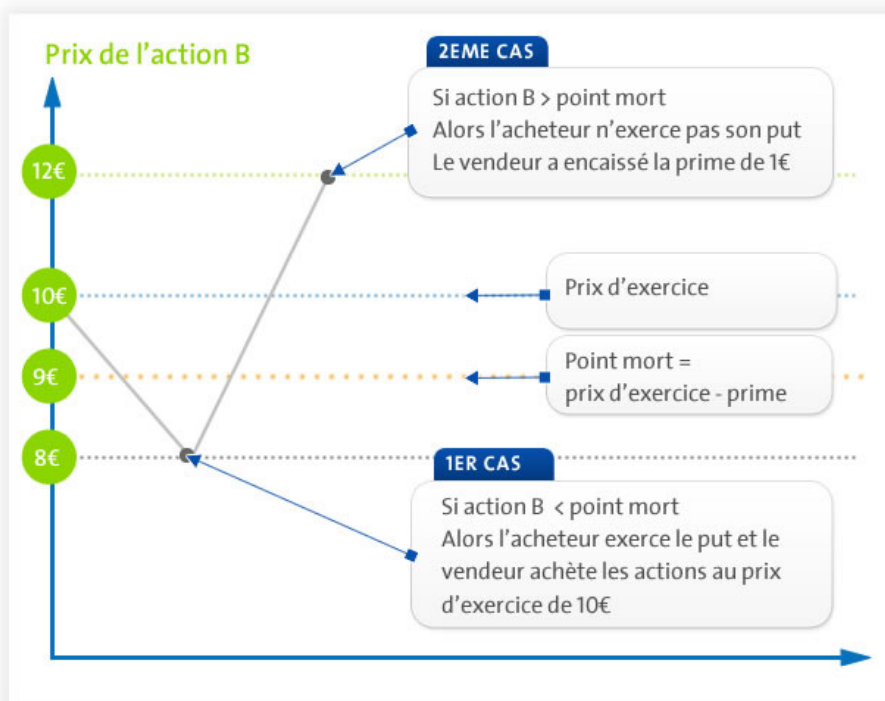 Prix de l'action B
2EME CAS
Si action B > point mort
Alors l'acheteur n'exerce pas son put
Le vendeur a encaissé la prime de 1€
12€
10€
Prix d'exercice
9€
Point mort =
prix d'exercice - prime
8€
1ER CAS
Si action B < point mort
Alors l'acheteur exerce le put et le
vendeur achète les actions au prix
d'exercice de 10€